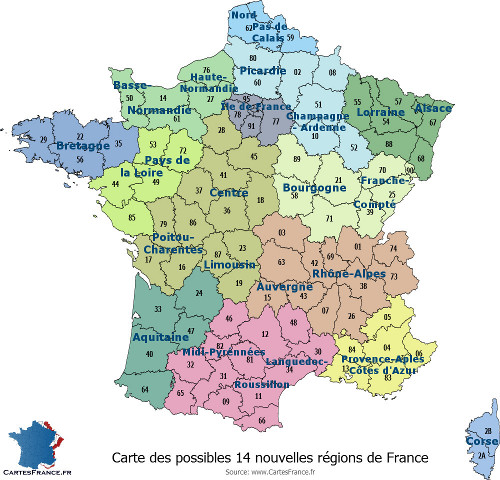 Nord
Pas de
Calais
62
59
80
Picardie
02
08
60
76
Haute-
Normandie
27
Basse-
50
14
Normandie
61
95
Ile de France
78
91
77
51
Champagne
Ardenne
10
52
55
57
Lorraine
54
88
Alsace
67
68
29
22
Bretagne
35
56
53
72
Pays de
la Loire
44
49
85
28
45
41
37
Centre
36
18
89
21
Bourgogne
58
71
70
90
Franche-
25
Compté
39
79
86
Poitou-
Charentes
17
16
87
23
Limousin
19
03
63
Auvergne
15
43
42
69
01
74
Rhône-Alpes
73
38
07
26
24
33
47
Aquitaine
40
64
46
12
48
82
Midi-Pyrénnées
81
32
31
65
09
30
Languedoc-
34
Roussillon
11
66
05
04
84
06
Provence-Aples
13
Côtes d'Azur
83
2B
Corse
2A
CARTESFRANCE.FR
Carte des possibles 14 nouvelles régions de France
Source: www.CartesFrance.fr